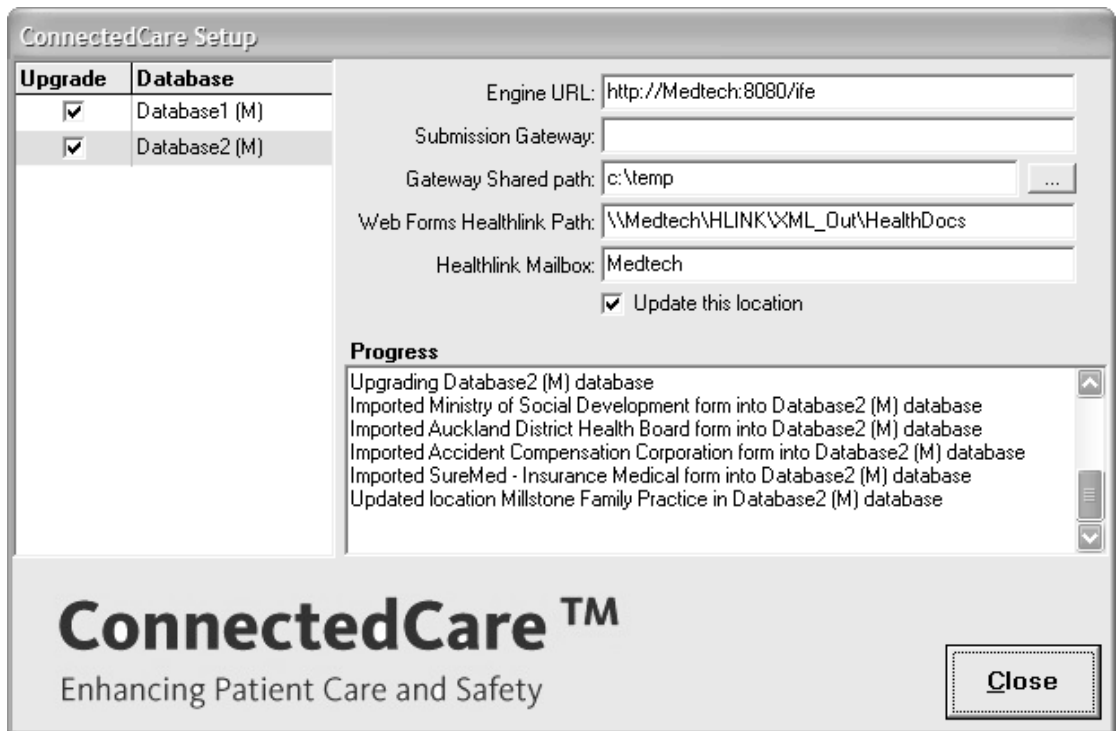 ConnectedCare Setup
Upgrade Database
Database1 (M)
Database2 (M)
Engine URL: http://Medtech:8080/ife
Submission Gateway:
Gateway Shared path: c:\temp ...
Web Forms Healthlink Path: \\Medtech\HLINK\XML_Out\HealthDocs
Healthlink Mailbox: Medtech
Update this location
Progress
Upgrading Database2 (M) database
Imported Ministry of Social Development form into Database2 (M) database
Imported Auckland District Health Board form into Database2 (M) database
Imported Accident Compensation Corporation form into Database2 (M) database
Imported SureMed - Insurance Medical form into Database2 (M) database
Updated location Millstone Family Practice in Database2 (M) database
ConnectedCare ™
Enhancing Patient Care and Safety
Close